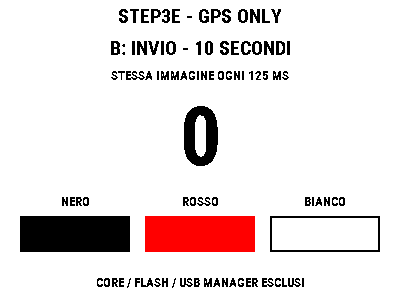 STEP3E - GPS ONLY
B: INVIO - 10 SECONDI
STESSA IMMAGINE OGNI 125 MS
0
NERO ROSSO BIANCO
CORE / FLASH / USB MANAGER ESCLUSI